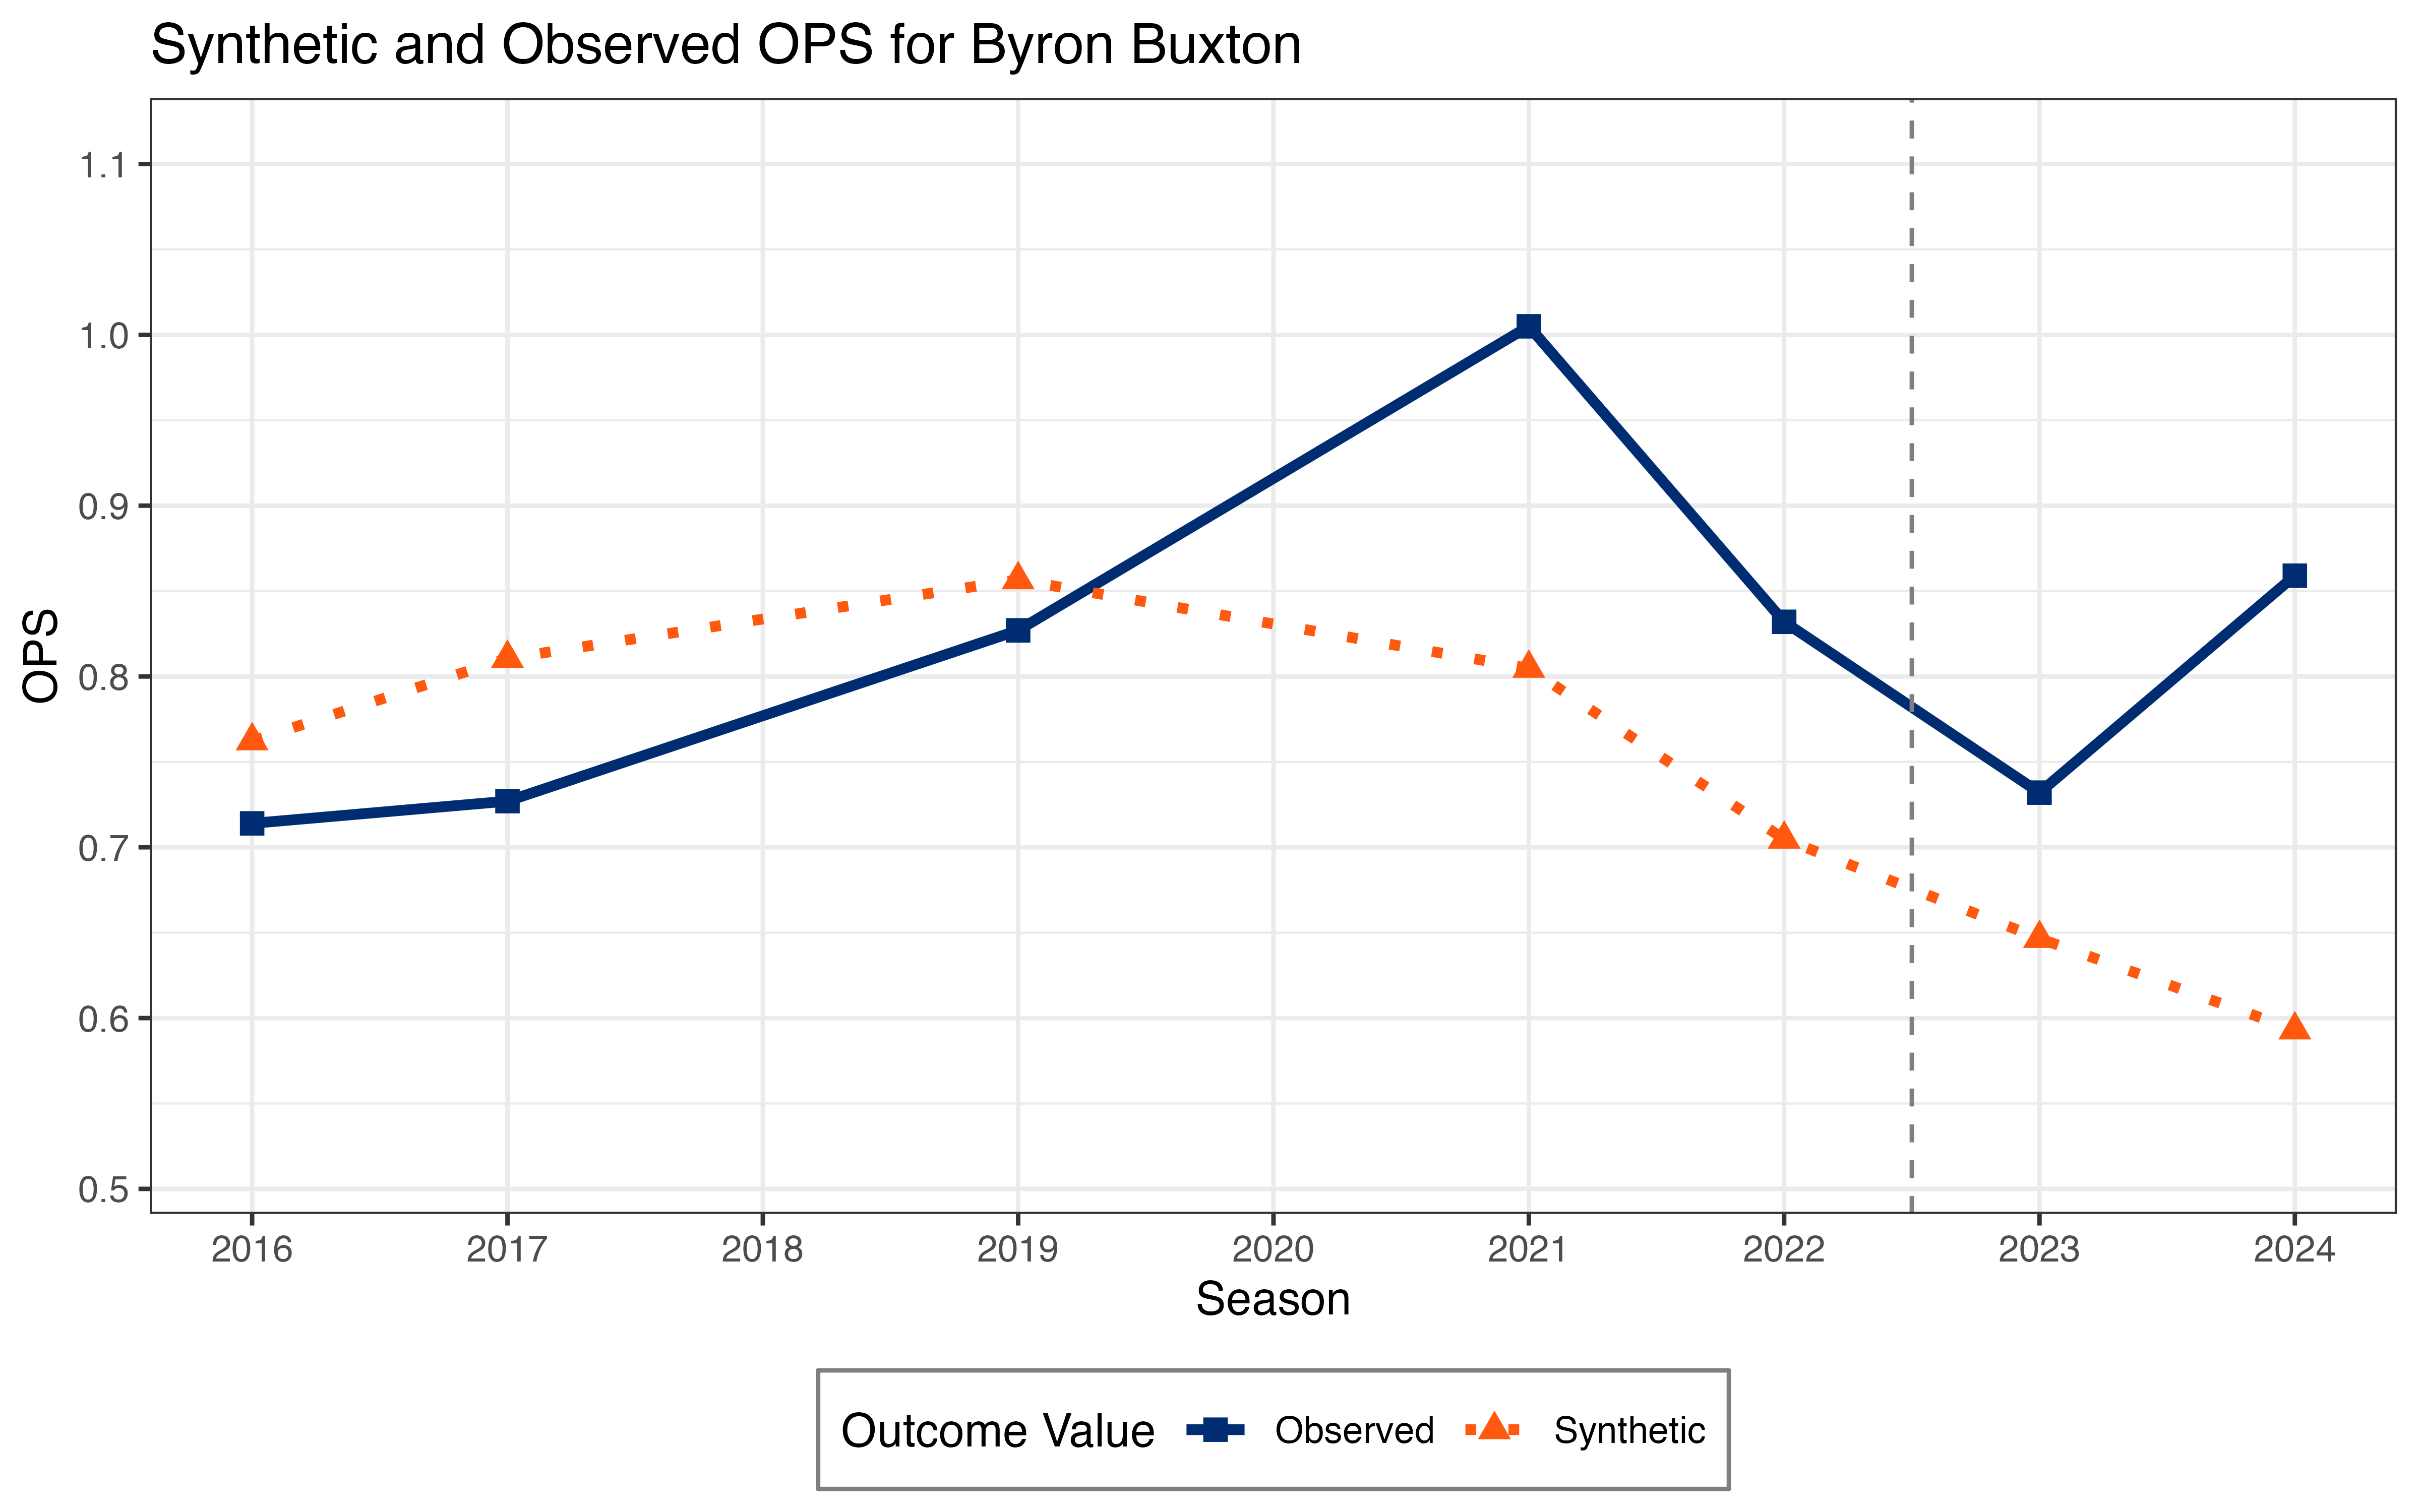 Synthetic and Observed OPS for Byron Buxton
1.1
1.0
0.9
0.8
0.7
0.6
0.5
OPS
2016 2017 2018 2019 2020 2021 2022 2023 2024
Season
Outcome Value Observed Synthetic